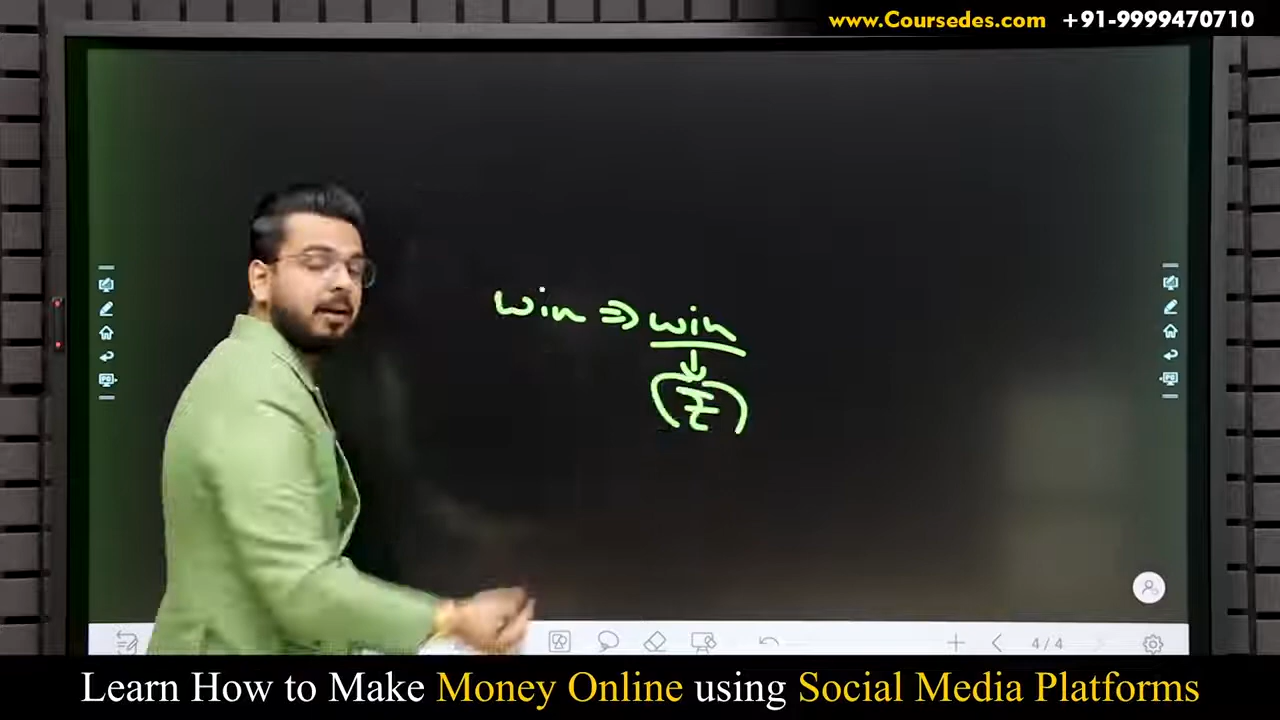 www.Coursedes.com +91-9999470710
win ⇒ win
↓
(Z)
4/4
Learn How to Make Money Online using Social Media Platforms